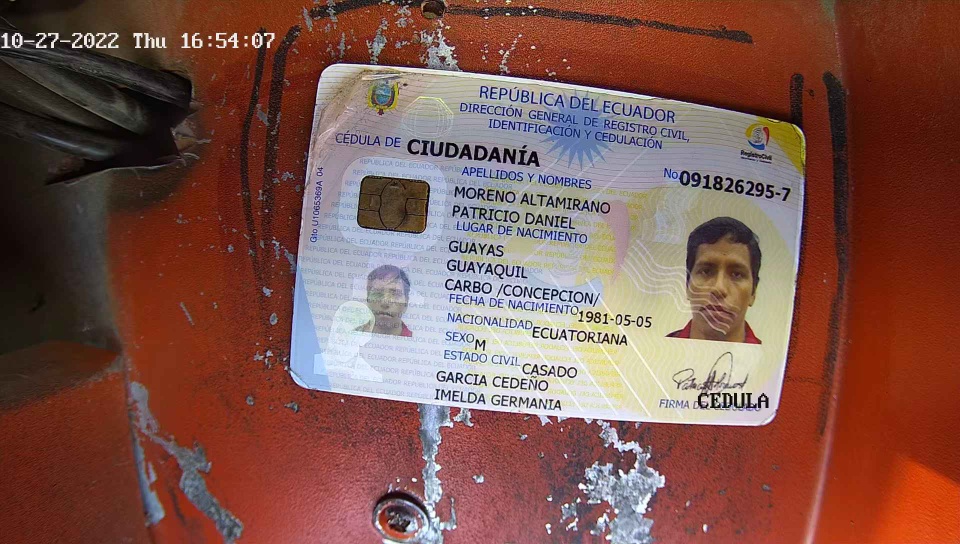 10-27-2022 Thu 16:54:07
REPÚBLICA DEL ECUADOR
DIRECCIÓN GENERAL DE REGISTRO CIVIL,
IDENTIFICACIÓN Y CEDULACIÓN
RegistroCivil
CÉDULA DE CIUDADANÍA
No. 091826295-7
APELLIDOS Y NOMBRES
MORENO ALTAMIRANO
PATRICIO DANIEL
LUGAR DE NACIMIENTO
GUAYAS
GUAYAQUIL
CARBO /CONCEPCION/
FECHA DE NACIMIENTO 1981-05-05
NACIONALIDAD ECUATORIANA
SEXO M
ESTADO CIVIL CASADO
GARCIA CEDEÑO
IMELDA GERMANIA
FIRMA DEL
CEDULA